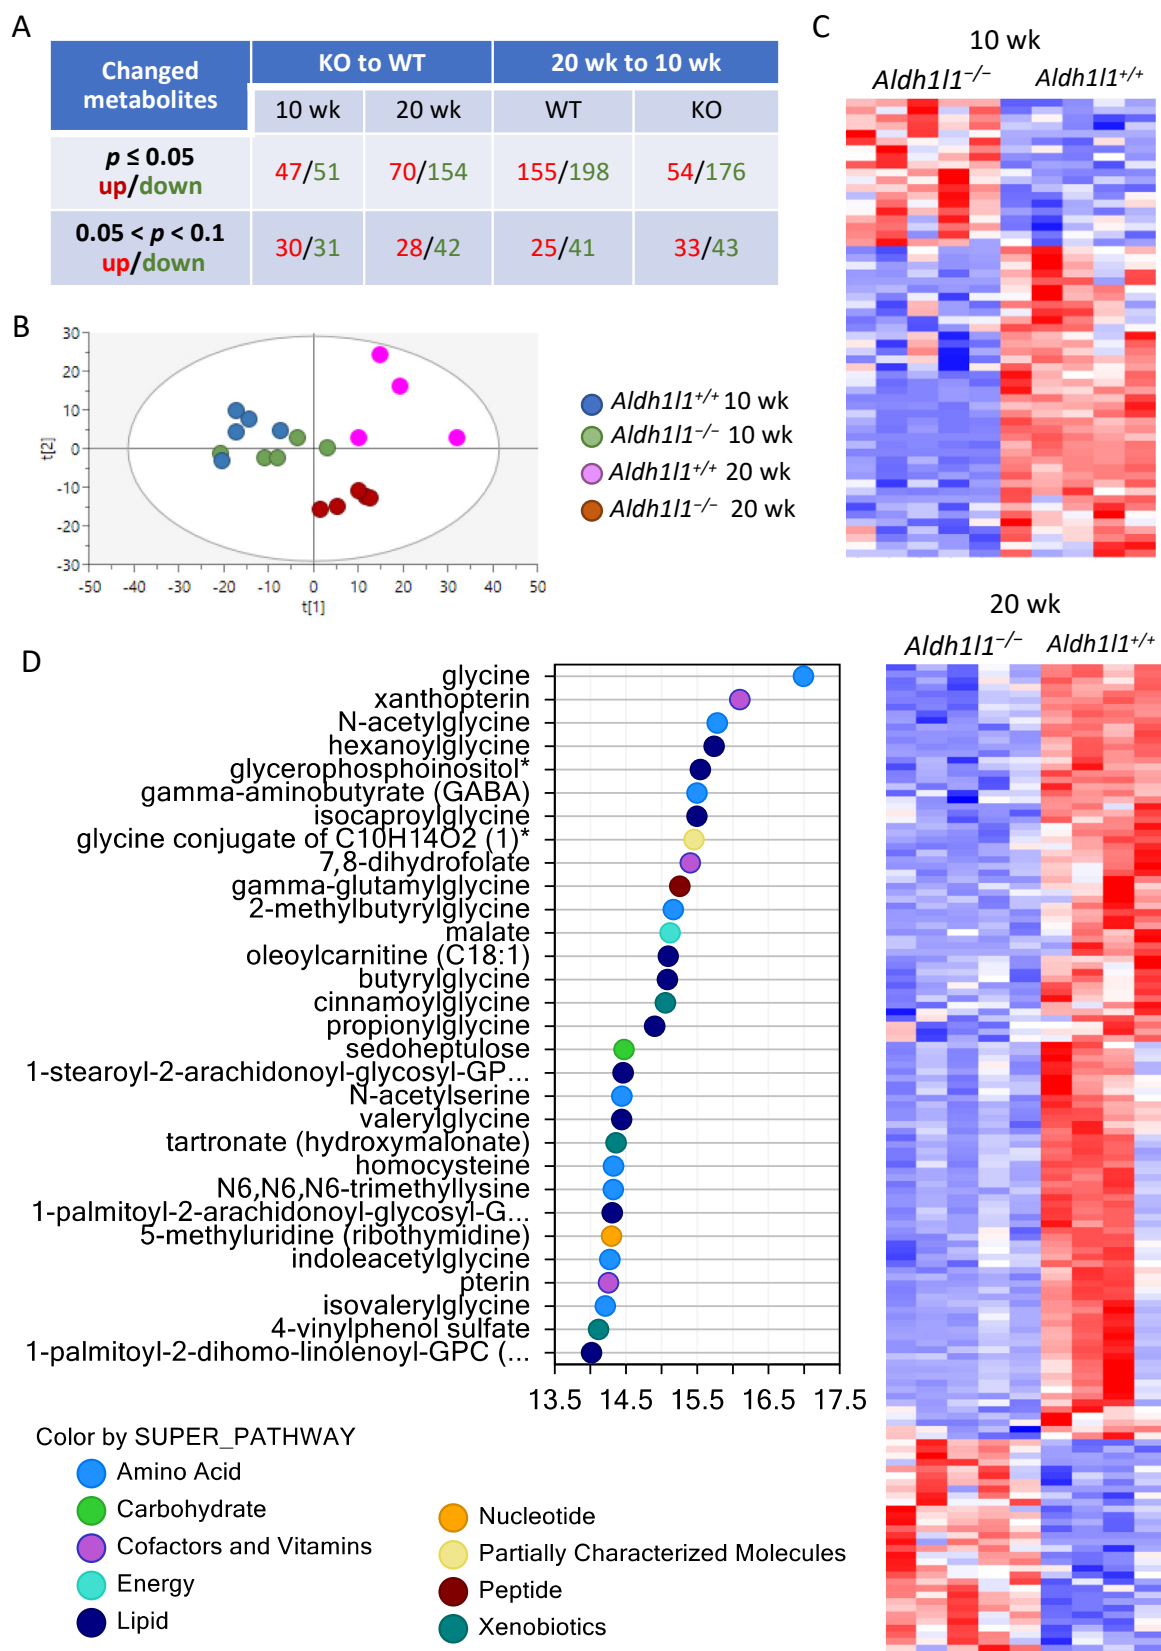 A
Changed metabolites
KO to WT
20 wk to 10 wk
10 wk
20 wk
WT
KO
p ≤ 0.05
up/down
47/51
70/154
155/198
54/176
0.05 < p < 0.1
up/down
30/31
28/42
25/41
33/43
B
30
20
10
0
-10
-20
-30
t[2]
-50 -40 -30 -20 -10 0 10 20 30 40 50
t[1]
Aldh1l1+/+ 10 wk
Aldh1l1−/− 10 wk
Aldh1l1+/+ 20 wk
Aldh1l1−/− 20 wk
C
10 wk
Aldh1l1−/− Aldh1l1+/+
20 wk
Aldh1l1−/− Aldh1l1+/+
D
glycine
xanthopterin
N-acetylglycine
hexanoylglycine
glycerophosphoinositol*
gamma-aminobutyrate (GABA)
isocaproylglycine
glycine conjugate of C10H14O2 (1)*
7,8-dihydrofolate
gamma-glutamylglycine
2-methylbutyrylglycine
malate
oleoylcarnitine (C18:1)
butyrylglycine
cinnamoylglycine
propionylglycine
sedoheptulose
1-stearoyl-2-arachidonoyl-glycosyl-GP...
N-acetylserine
valerylglycine
tartronate (hydroxymalonate)
homocysteine
N6,N6,N6-trimethyllysine
1-palmitoyl-2-arachidonoyl-glycosyl-G...
5-methyluridine (ribothymidine)
indoleacetylglycine
pterin
isovalerylglycine
4-vinylphenol sulfate
1-palmitoyl-2-dihomo-linolenoyl-GPC (...
13.5 14.5 15.5 16.5 17.5
Color by SUPER_PATHWAY
Amino Acid
Carbohydrate
Cofactors and Vitamins
Energy
Lipid
Nucleotide
Partially Characterized Molecules
Peptide
Xenobiotics